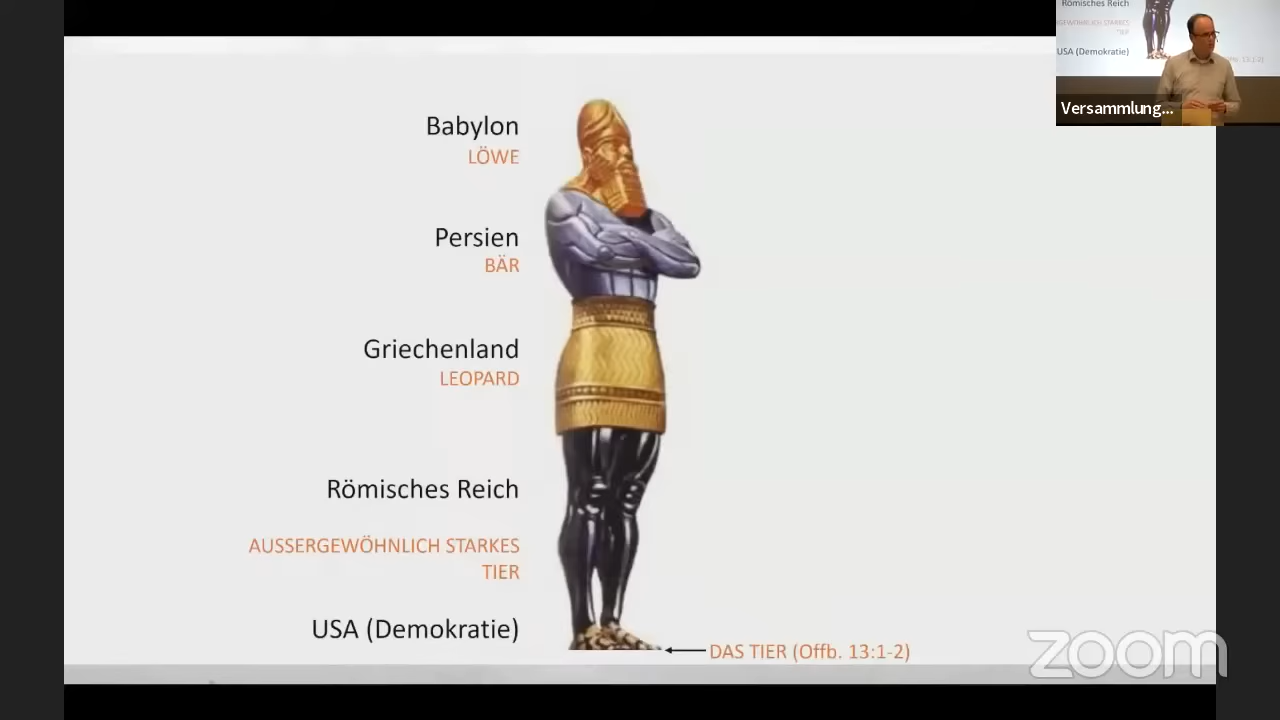 Babylon
LÖWE
Persien
BÄR
Griechenland
LEOPARD
Römisches Reich
AUSSERGEWÖHNLICH STARKES
TIER
USA (Demokratie)
DAS TIER (Offb. 13:1-2)
zoom
Römisches Reich
TIER
USA (Demokratie)
Versammlung...